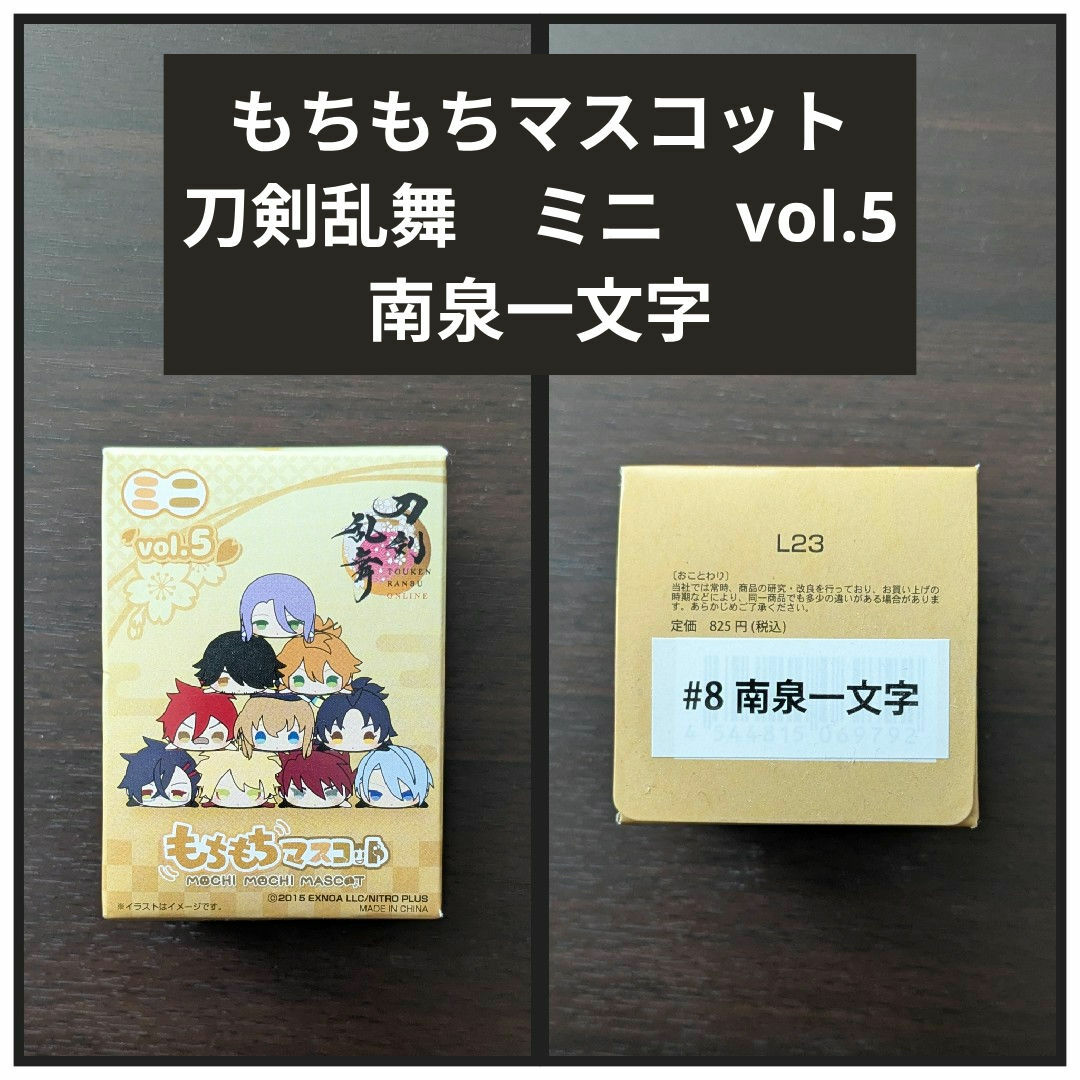 もちもちマスコット
刀剣乱舞　ミニ　vol.5
南泉一文字
ミニ
vol.5
刀剣乱舞
TOUKEN
RANBU
ONLINE
もちもちマスコット
MOCHI MOCHI MASCOT
©2015 EXNOA LLC/NITRO PLUS
※イラストはイメージです。
MADE IN CHINA
L23
〔おことわり〕
当社では常時、商品の研究・改良を行っており、お買い上げの
時期などにより、同一商品でも多少の違いがある場合がありま
す。あらかじめご了承ください。
定価　825円(税込)
#8 南泉一文字